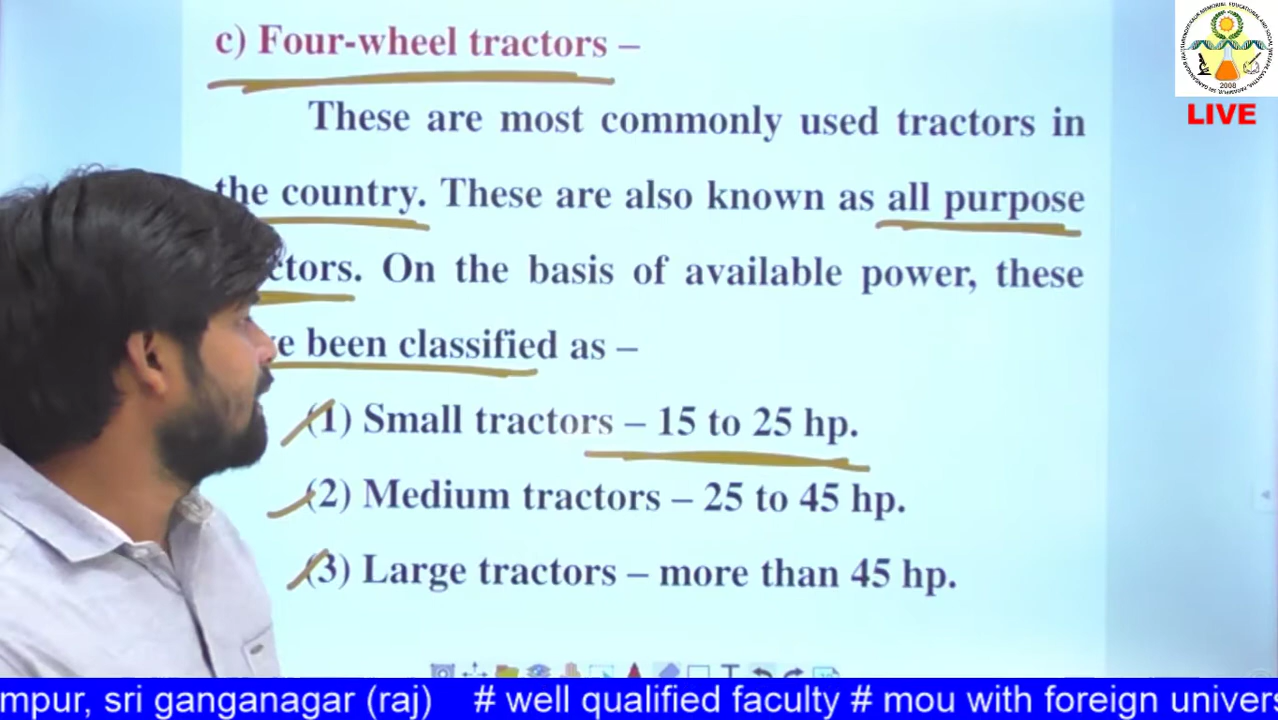 c) Four-wheel tractors –
These are most commonly used tractors in
the country. These are also known as all purpose
ctors. On the basis of available power, these
e been classified as –
(1) Small tractors – 15 to 25 hp.
(2) Medium tractors – 25 to 45 hp.
(3) Large tractors – more than 45 hp.
2008
LIVE
mpur, sri ganganagar (raj) # well qualified faculty # mou with foreign univers